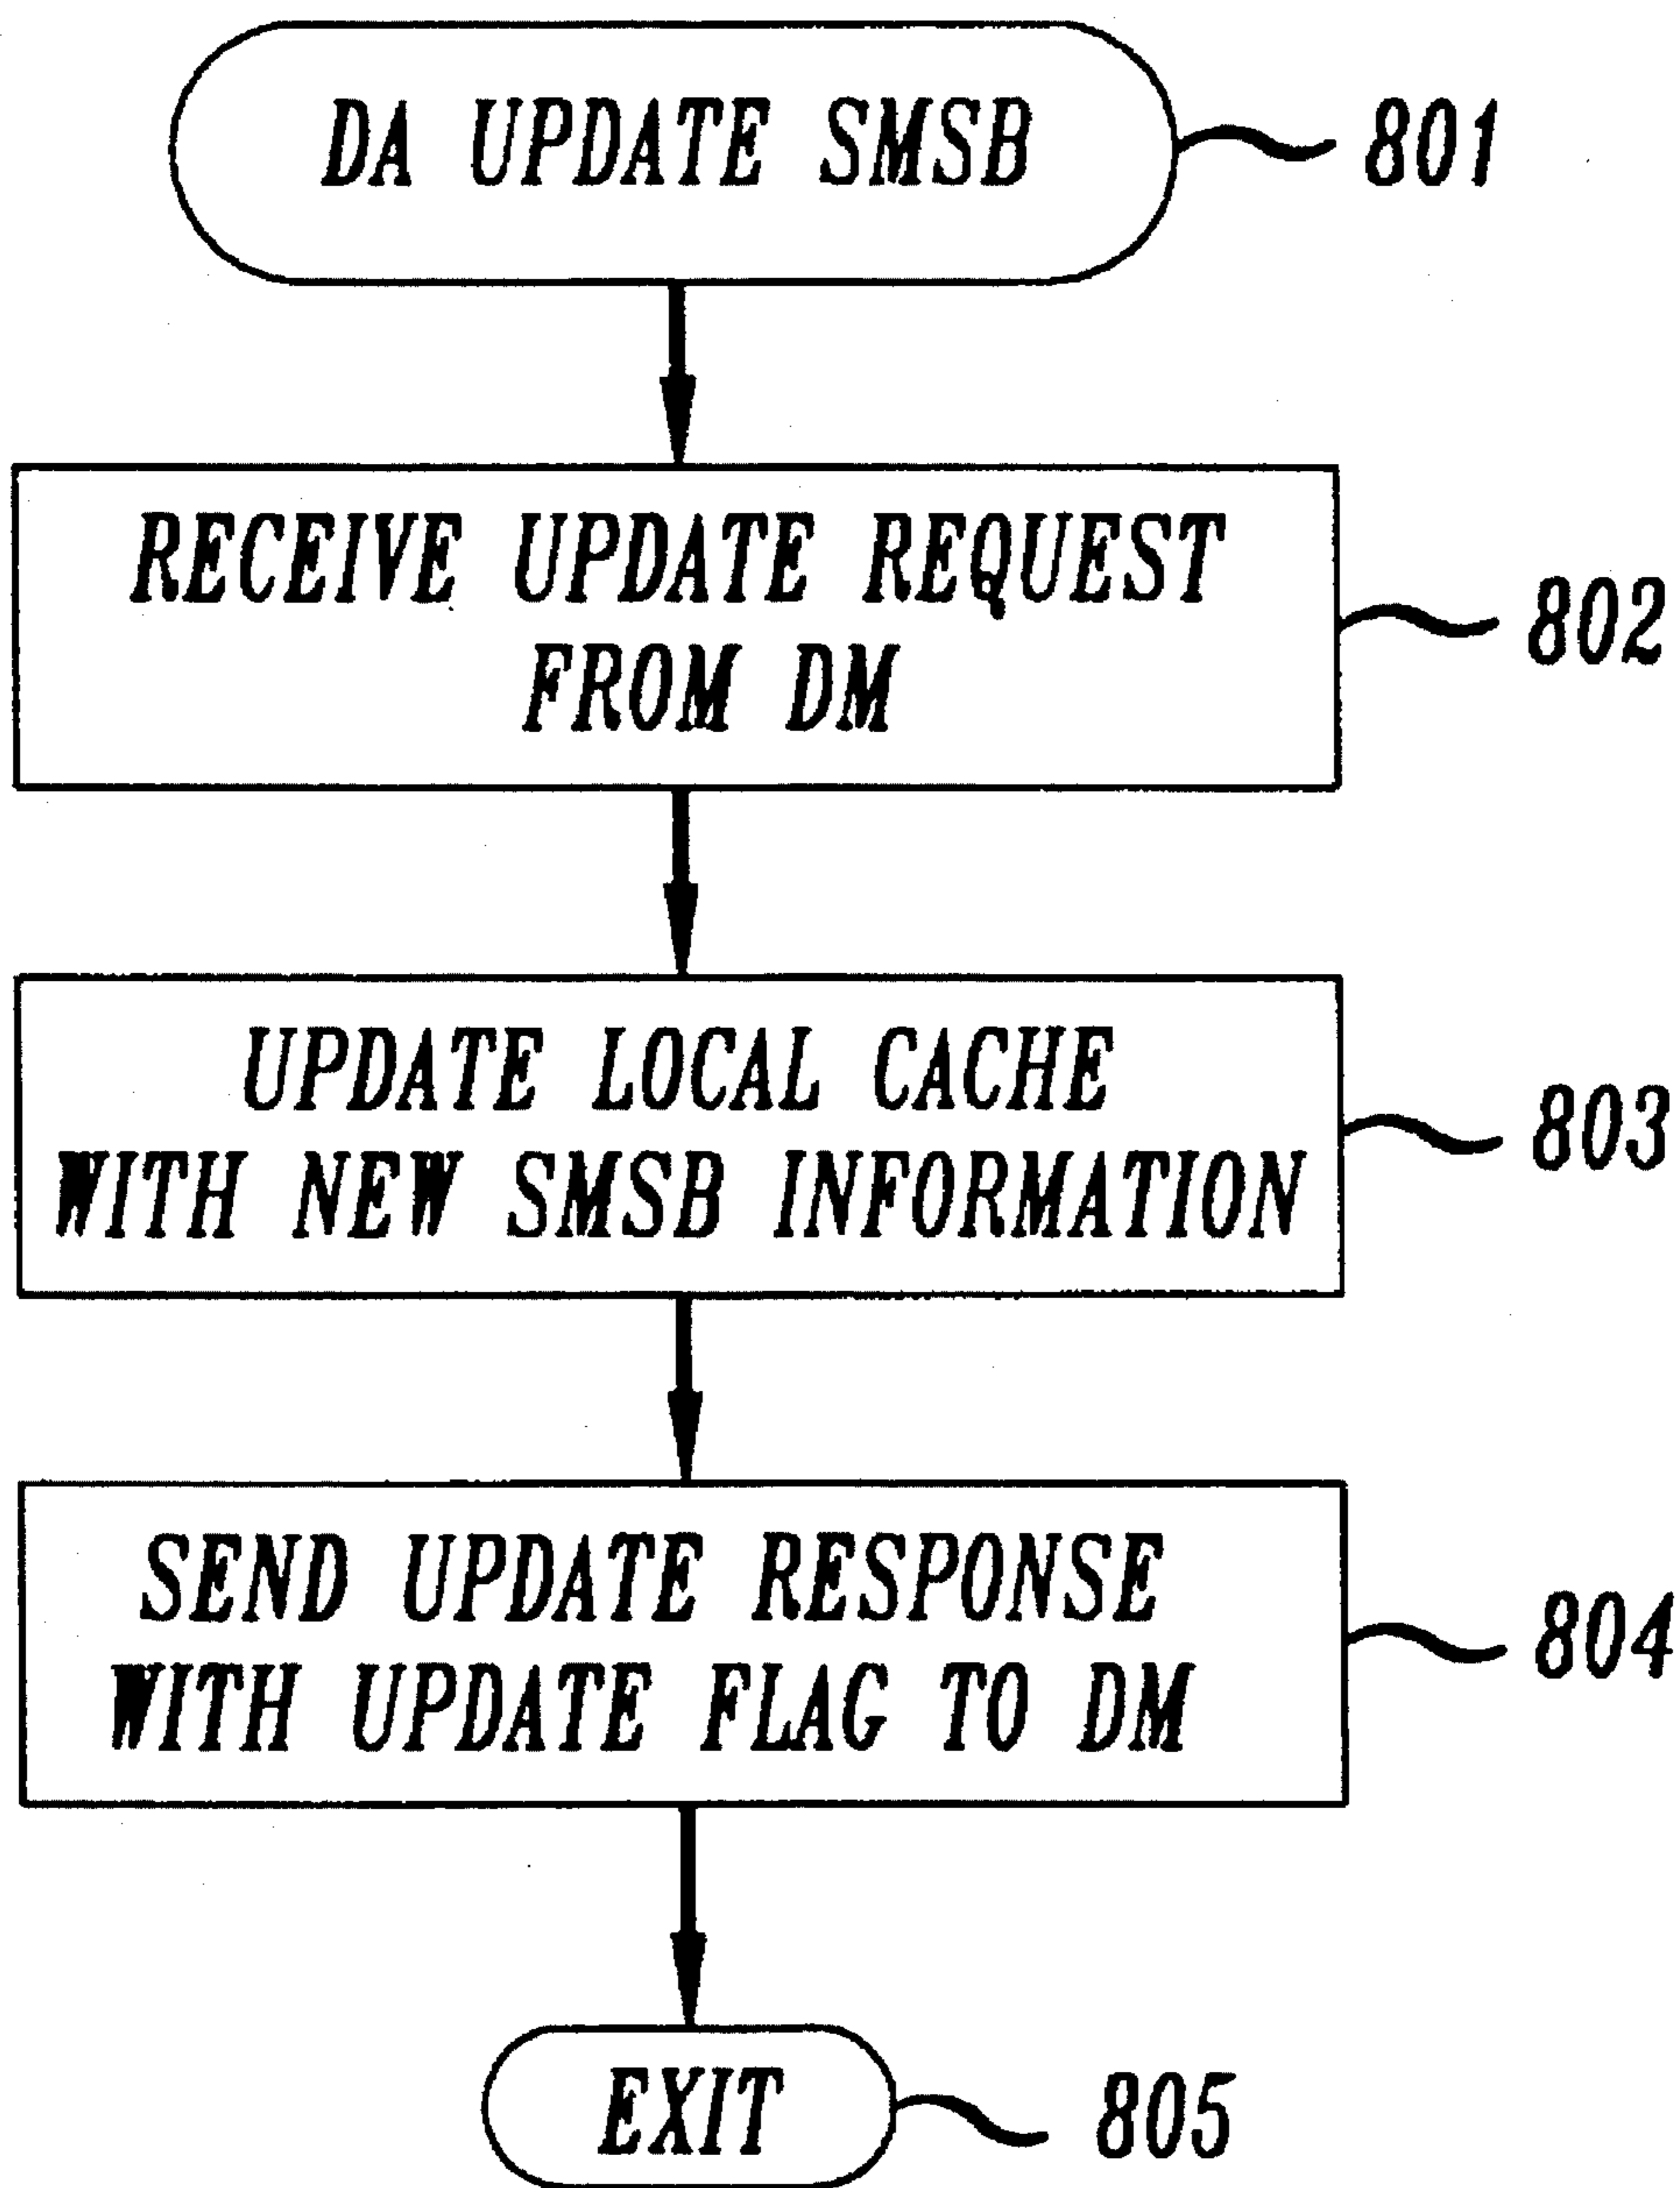 DA UPDATE SMSB
801
RECEIVE UPDATE REQUEST
FROM DM
802
UPDATE LOCAL CACHE
WITH NEW SMSB INFORMATION
803
SEND UPDATE RESPONSE
WITH UPDATE FLAG TO DM
804
EXIT
805